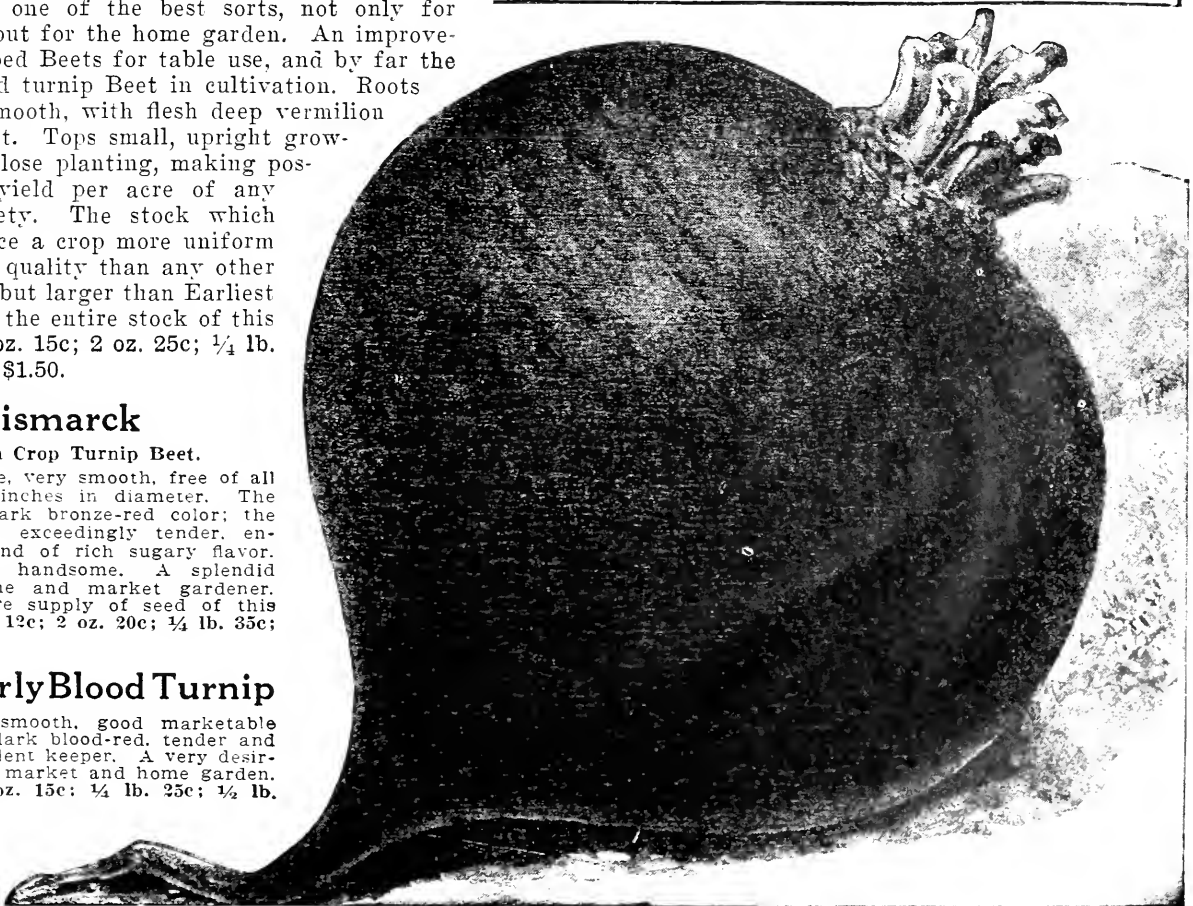 one of the best sorts, not only for
out for the home garden. An improve-
ed Beets for table use, and by far the
turnip Beet in cultivation. Roots
mooth, with flesh deep vermilion
t. Tops small, upright grow-
lose planting, making pos-
yield per acre of any
ety. The stock which
ce a crop more uniform
quality than any other
but larger than Earliest
the entire stock of this
oz. 15c; 2 oz. 25c; ¼ lb.
$1.50.
ismarck
Crop Turnip Beet.
e, very smooth, free of all
inches in diameter. The
ark bronze-red color; the
exceedingly tender, en-
nd of rich sugary flavor.
handsome. A splendid
e and market gardener.
e supply of seed of this
12c; 2 oz. 20c; ¼ lb. 35c;
rly Blood Turnip
smooth, good marketable
dark blood-red, tender and
lent keeper. A very desir-
market and home garden.
oz. 15c; ¼ lb. 25c; ½ lb.